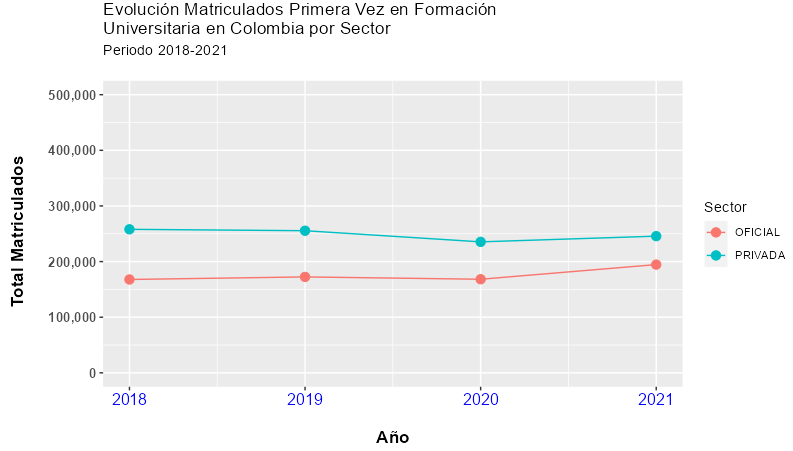 Evolución Matriculados Primera Vez en Formación
Universitaria en Colombia por Sector
Periodo 2018-2021
Total Matriculados
500,000
400,000
300,000
200,000
100,000
0
2018
2019
2020
2021
Año
Sector
OFICIAL
PRIVADA